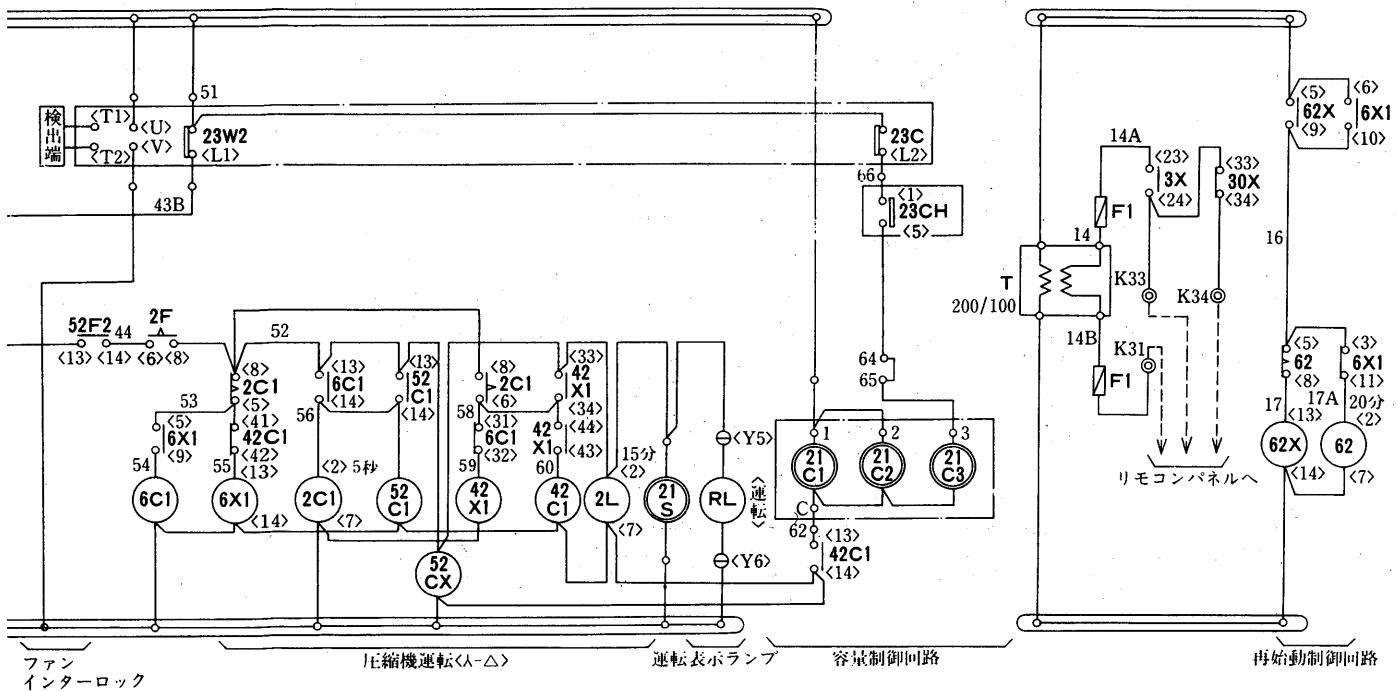 51
検出端
<T1>
<T2>
<U>
<V>
23W2
<L1>
43B
23C
<L2>
66
<1>
23CH
<5>
64
65
52F2
44
2F
<13>
<14>
<6>
<8>
52
<8>
2C1
<5>
53
<5>
6X1
<9>
54
<41>
42C1
<42>
55
<13>
<14>
<13>
6C1
<14>
56
<2>
5秒
<7>
<13>
52
C1
<14>
<8>
2C1
<6>
58
<31>
6C1
<32>
59
<33>
42
X1
<34>
<44>
42
X1
<43>
60
15分
<2>
<7>
6C1
6X1
2C1
52
C1
42
X1
42
C1
2L
21
S
RL
52
CX
<Y5>
<運転>
<Y6>
1
2
3
21
C1
21
C2
21
C3
C
62
<13>
42C1
<14>
T
200/100
14A
F1
14
14B
F1
<23>
3X
<24>
<33>
30X
<34>
K33
K34
K31
リモコンパネルへ
<5>
62X
<9>
<6>
6X1
<10>
16
<5>
62
<8>
<3>
6X1
<11>
17
17A
20分
<13>
<2>
62X
62
<14>
<7>
ファン
インターロック
圧縮機運転<人-△>
運転表示ランプ
容量制御回路
再始動制御回路